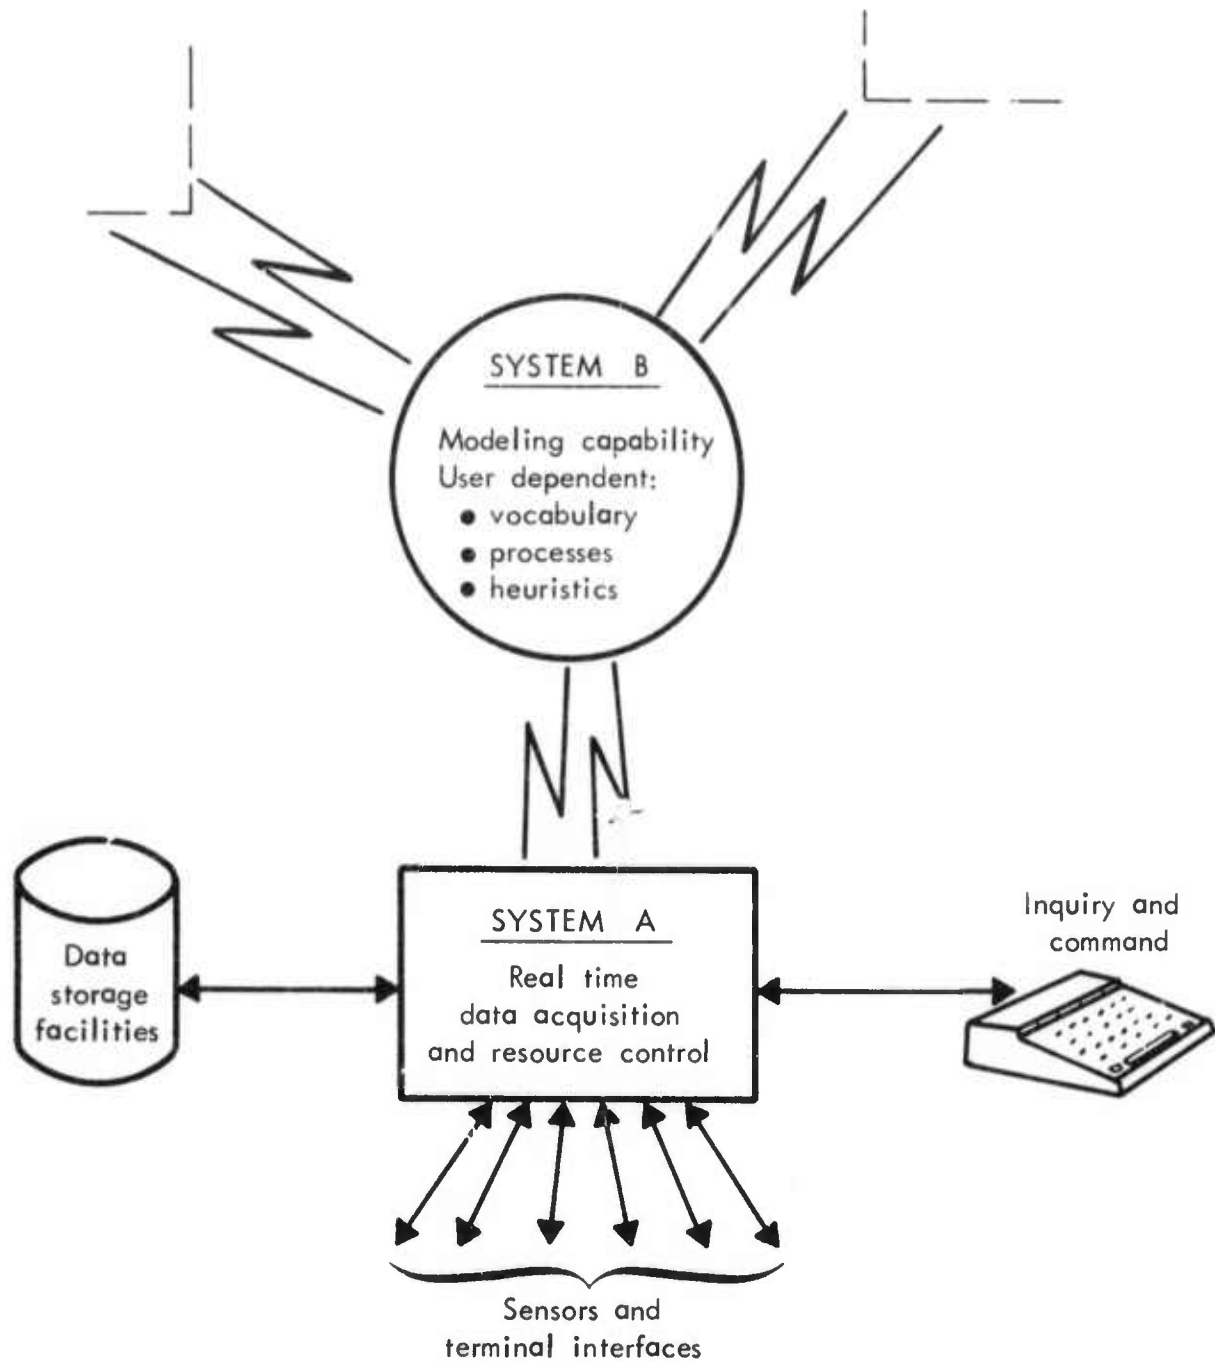 SYSTEM B
Modeling capability
User dependent:
• vocabulary
• processes
• heuristics
SYSTEM A
Real time
data acquisition
and resource control
Data
storage
facilities
Inquiry and
command
Sensors and
terminal interfaces